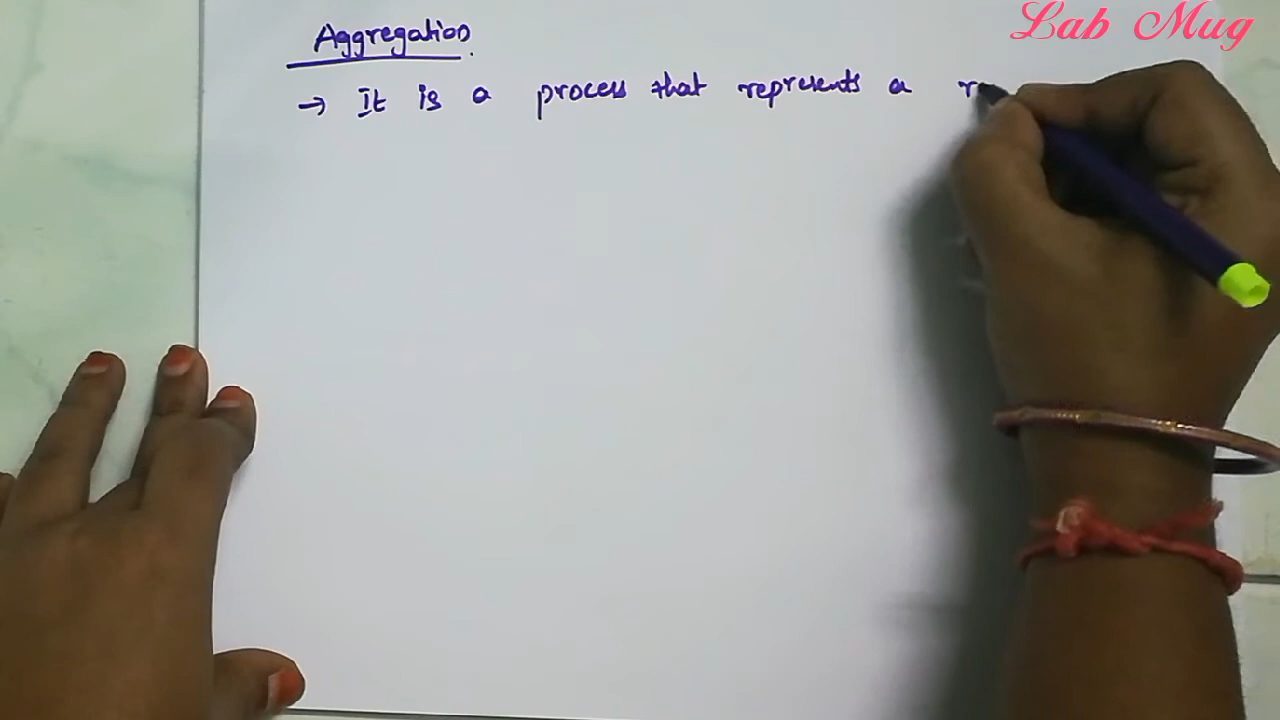 Lab Mug
Aggregation
→ It is a process that represents a